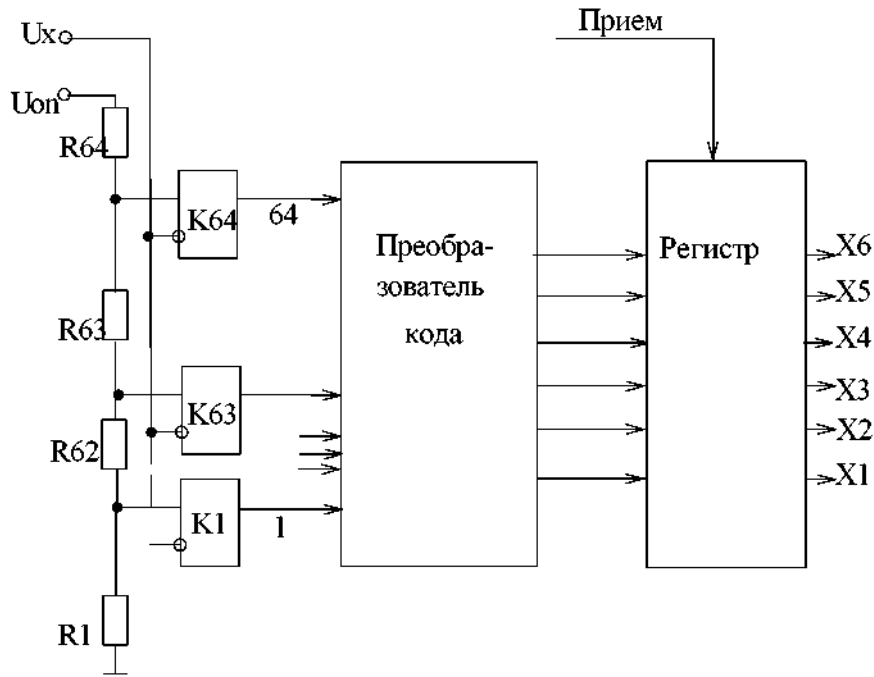 Ux
Прием
Uоп
R64
K64
64
Преобра-
зователь
кода
Регистр
X6
X5
X4
X3
X2
X1
R63
K63
R62
K1
1
R1